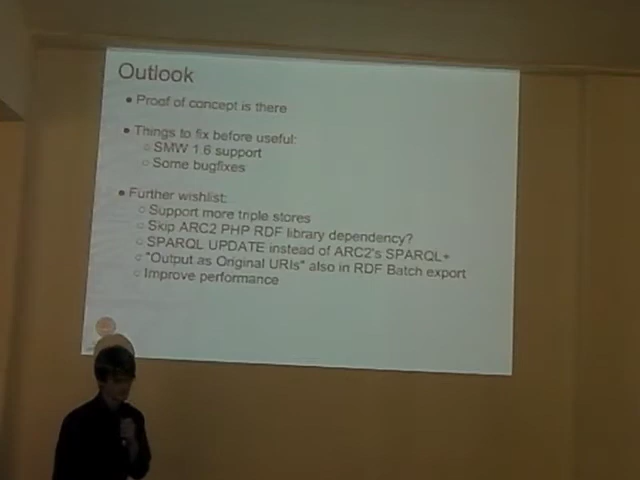 Outlook
Proof of concept is there
Things to fix before useful:
SMW 1.6 support
Some bugfixes
Further wishlist:
Support more triple stores
Skip ARC2 PHP RDF library dependency?
SPARQL UPDATE instead of ARC2's SPARQL+
"Output as Original URIs" also in RDF Batch export
Improve performance